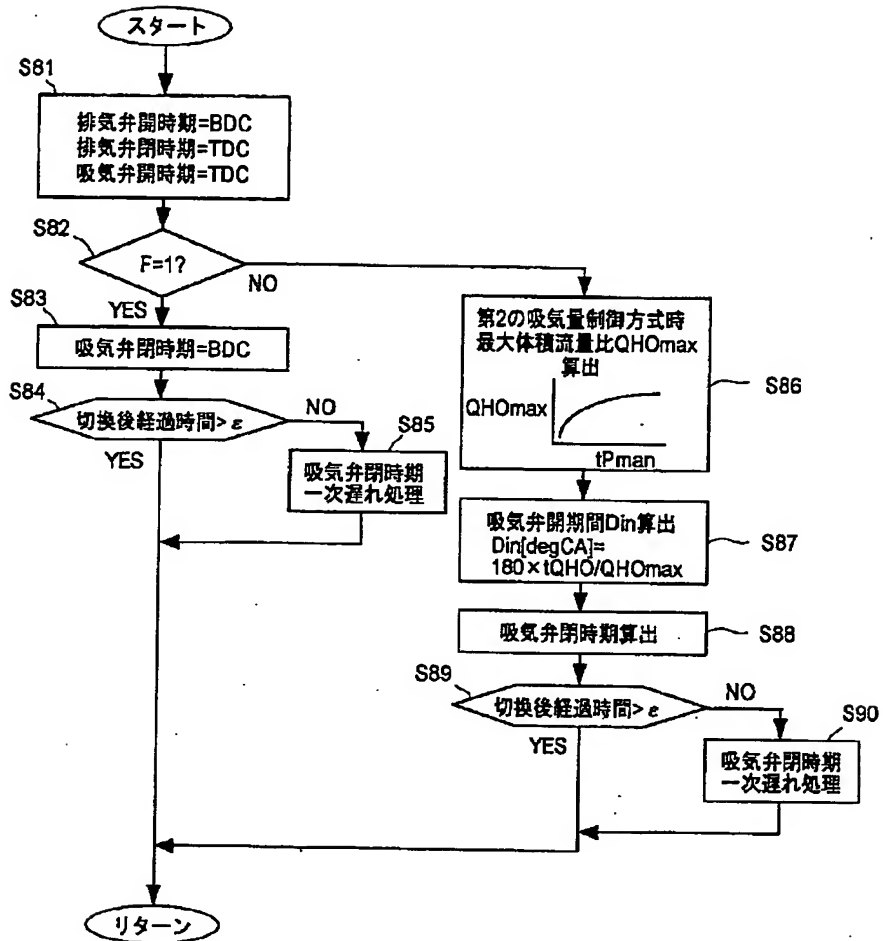 スタート
S81
排気弁開時期=BDC
排気弁閉時期=TDC
吸気弁開時期=TDC
S82
F=1?
NO
YES
S83
吸気弁閉時期=BDC
S84
切換後経過時間>ε
NO
YES
S85
吸気弁閉時期
一次遅れ処理
第2の吸気量制御方式時
最大体積流量比QHOmax
算出
QHOmax
tPman
S86
吸気弁開期間Din算出
Din[degCA]=
180×tQHO/QHOmax
S87
吸気弁閉時期算出
S88
S89
切換後経過時間>ε
NO
YES
S90
吸気弁閉時期
一次遅れ処理
リターン